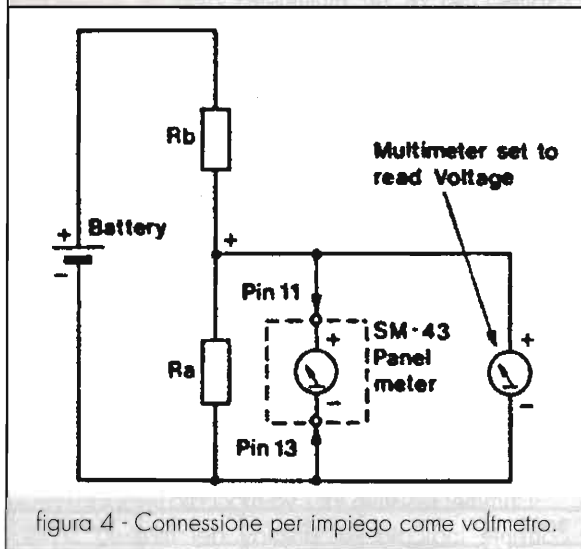 Rb
Multimeter set to
read Voltage
+ Battery
-
+
Pin 11
SM-43
Panel
meter
+
-
+
-
Ra
Pin 13
figura 4 - Connessione per impiego come voltmetro.